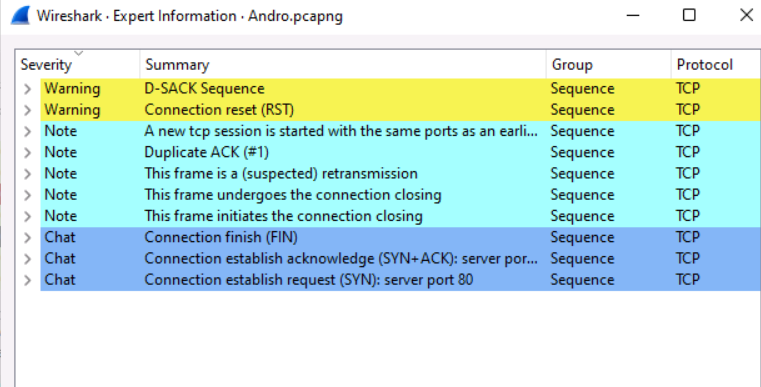 Wireshark · Expert Information · Andro.pcapng
Severity Summary Group Protocol
Warning D-SACK Sequence Sequence TCP
Warning Connection reset (RST) Sequence TCP
Note A new tcp session is started with the same ports as an earli... Sequence TCP
Note Duplicate ACK (#1) Sequence TCP
Note This frame is a (suspected) retransmission Sequence TCP
Note This frame undergoes the connection closing Sequence TCP
Note This frame initiates the connection closing Sequence TCP
Chat Connection finish (FIN) Sequence TCP
Chat Connection establish acknowledge (SYN+ACK): server por... Sequence TCP
Chat Connection establish request (SYN): server port 80 Sequence TCP